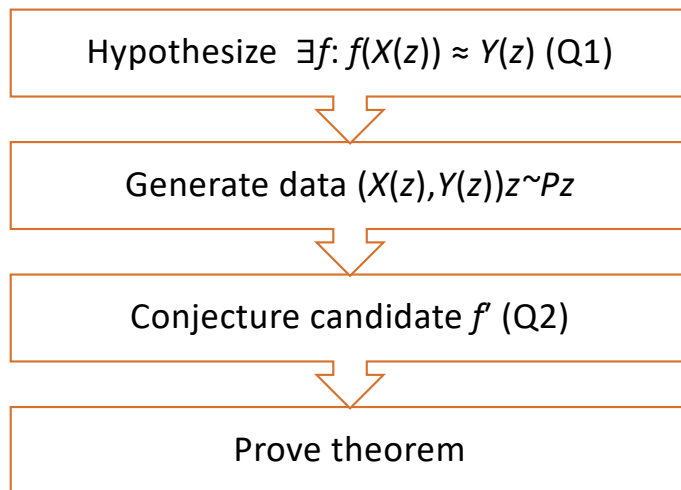 Hypothesize ∃f: f(X(z)) ≈ Y(z) (Q1)
Generate data (X(z),Y(z))z~Pz
Conjecture candidate f' (Q2)
Prove theorem